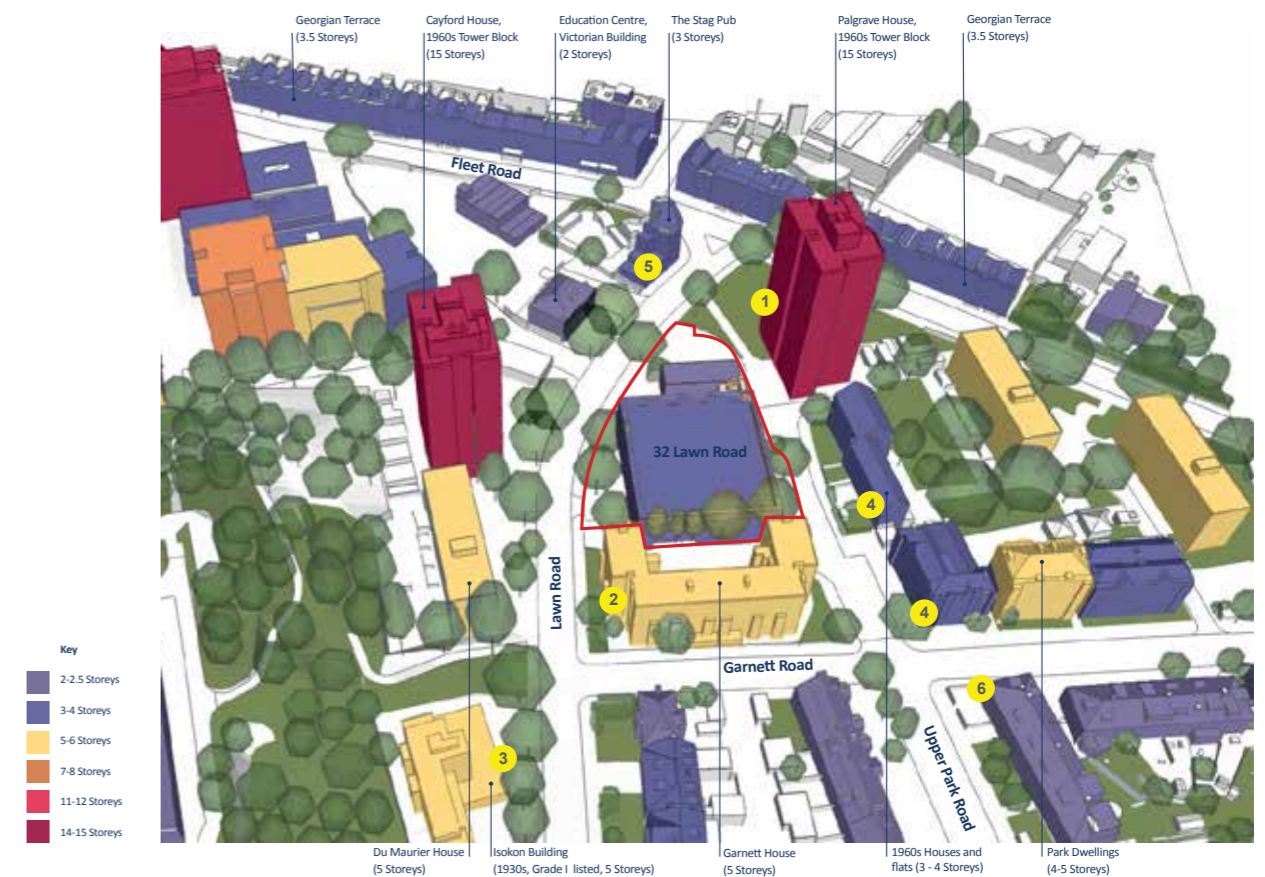 Georgian Terrace
(3.5 Storeys)
Cayford House,
1960s Tower Block
(15 Storeys)
Education Centre,
Victorian Building
(2 Storeys)
The Stag Pub
(3 Storeys)
Palgrave House,
1960s Tower Block
(15 Storeys)
Georgian Terrace
(3.5 Storeys)
Fleet Road
5
1
32 Lawn Road
4
2
4
Lawn Road
Garnett Road
6
3
Upper Park Road
Key
2-2.5 Storeys
3-4 Storeys
5-6 Storeys
7-8 Storeys
11-12 Storeys
14-15 Storeys
Du Maurier House
(5 Storeys)
Isokon Building
(1930s, Grade I listed, 5 Storeys)
Garnett House
(5 Storeys)
1960s Houses and
flats (3 - 4 Storeys)
Park Dwellings
(4-5 Storeys)